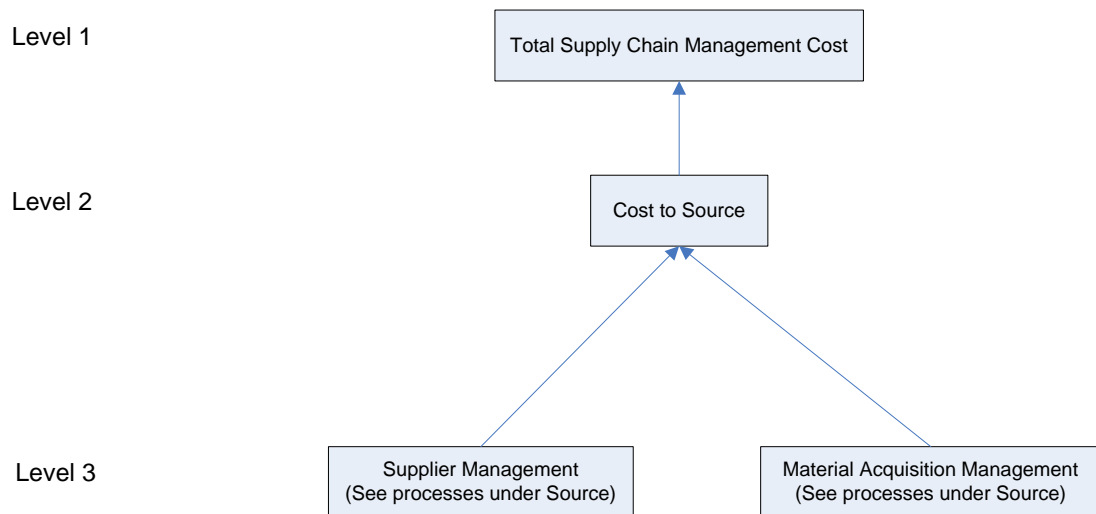 Level 1
Total Supply Chain Management Cost
Level 2
Cost to Source
Level 3
Supplier Management
(See processes under Source)
Material Acquisition Management
(See processes under Source)